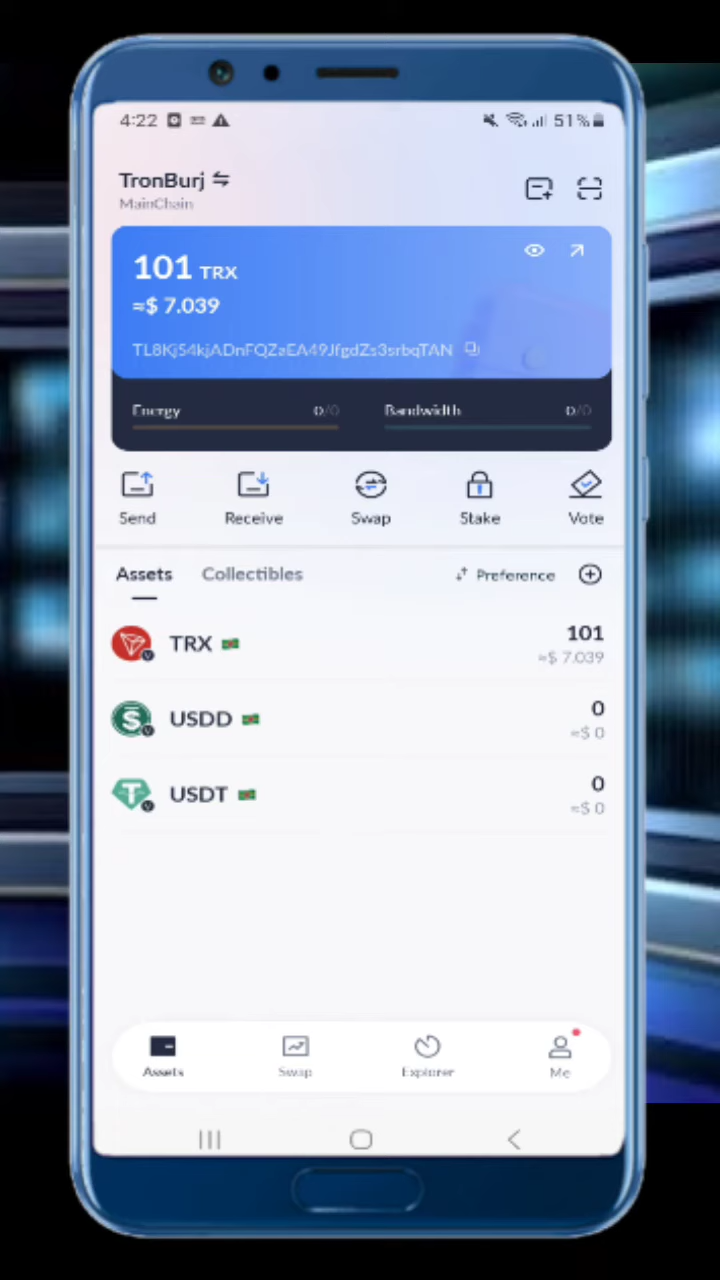 4:22 51%
TronBurj
MainChain
101 TRX
≈$ 7.039
Energy 0/0 Bandwidth 0/0
Send Receive Swap Stake Vote
Assets Collectibles Preference
TRX 101
≈$ 7.039
USDD 0
≈$ 0
USDT 0
≈$ 0
Assets Swap Explorer Me